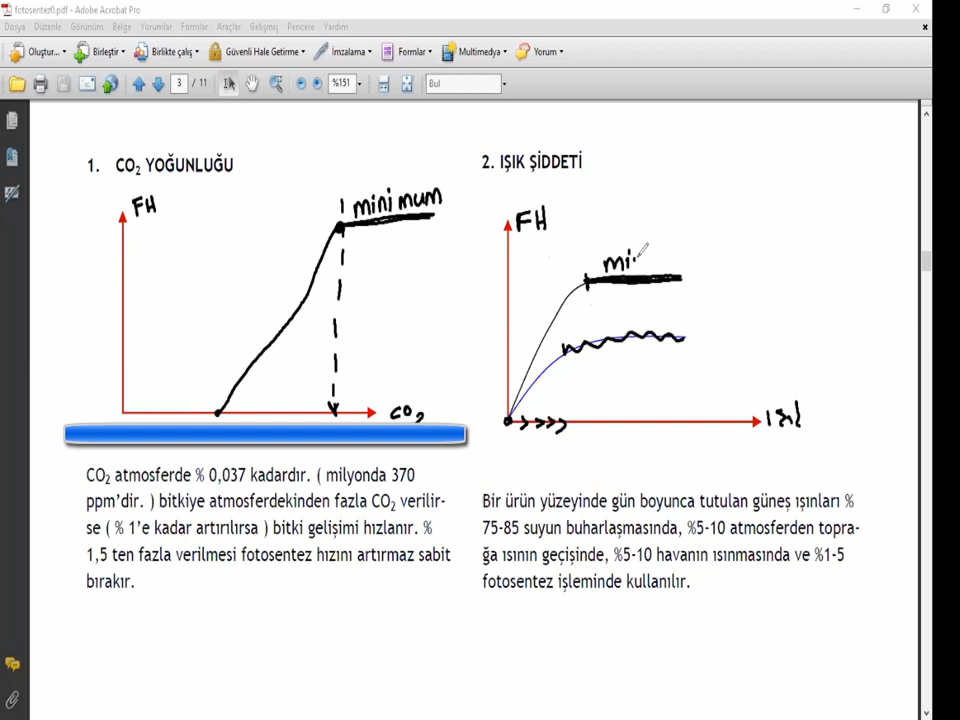 fotosentez0.pdf - Adobe Acrobat Pro
Dosya Düzenle Görünüm Belge Yorumlar Formlar Araçlar Gelişmiş Pencere Yardım
Oluştur... Birleştir Birlikte çalış Güvenli Hale Getirme İmzalama Formlar Multimedya Yorum
3 / 11 %151 Bul
1. CO₂ YOĞUNLUĞU
FH
minimum
CO₂
CO₂ atmosferde % 0,037 kadardır. ( milyonda 370
ppm'dir. ) bitkiye atmosferdekinden fazla CO₂ verilir-
se ( % 1'e kadar artırılırsa ) bitki gelişimi hızlanır. %
1,5 ten fazla verilmesi fotosentez hızını artırmaz sabit
bırakır.
2. IŞIK ŞİDDETİ
FH
mi
Bir ürün yüzeyinde gün boyunca tutulan güneş ışınları %
75-85 suyun buharlaşmasında, %5-10 atmosferden topra-
ğa ısının geçişinde, %5-10 havanın ısınmasında ve %1-5
fotosentez işleminde kullanılır.